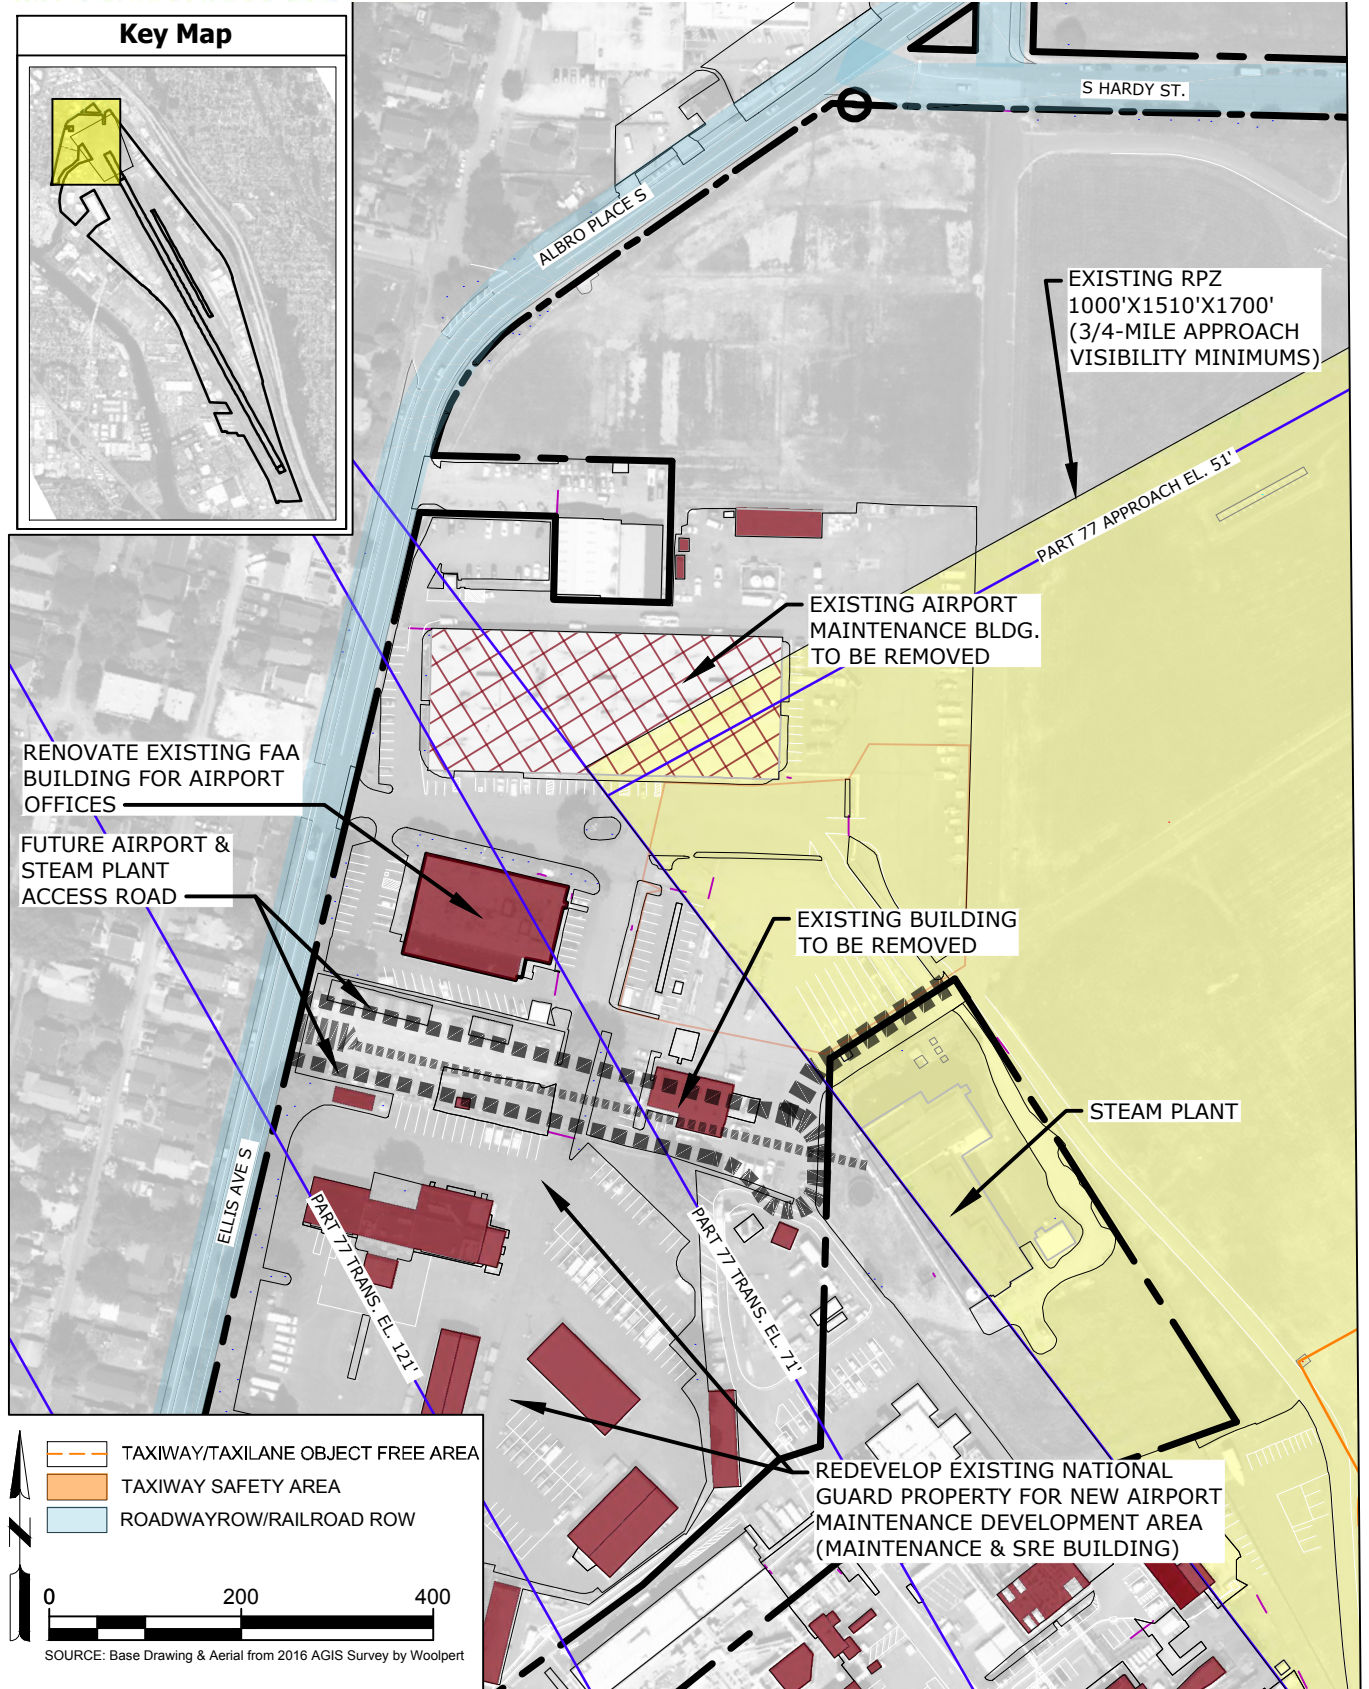 Key Map
S HARDY ST.
ALBRO PLACE S
EXISTING RPZ
1000'X1510'X1700'
(3/4-MILE APPROACH
VISIBILITY MINIMUMS)
PART 77 APPROACH EL. 51'
EXISTING AIRPORT
MAINTENANCE BLDG.
TO BE REMOVED
RENOVATE EXISTING FAA
BUILDING FOR AIRPORT
OFFICES
FUTURE AIRPORT &
STEAM PLANT
ACCESS ROAD
EXISTING BUILDING
TO BE REMOVED
STEAM PLANT
ELLIS AVE S
PART 77 TRANS. EL. 121'
PART 77 TRANS. EL. 71'
REDEVELOP EXISTING NATIONAL
GUARD PROPERTY FOR NEW AIRPORT
MAINTENANCE DEVELOPMENT AREA
(MAINTENANCE & SRE BUILDING)
TAXIWAY/TAXILANE OBJECT FREE AREA
TAXIWAY SAFETY AREA
ROADWAYROW/RAILROAD ROW
N
0 200 400
SOURCE: Base Drawing & Aerial from 2016 AGIS Survey by Woolpert